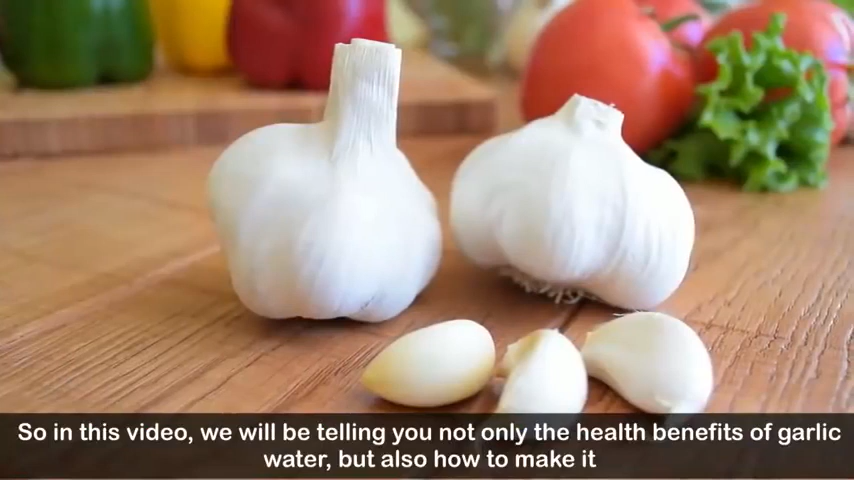 So in this video, we will be telling you not only the health benefits of garlic
water, but also how to make it